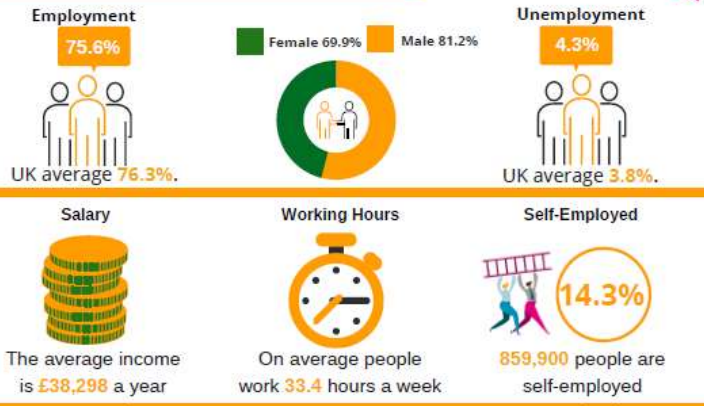 Employment
75.6%
UK average 76.3%.
Female 69.9%
Male 81.2%
Unemployment
4.3%
UK average 3.8%.
Salary
The average income
is £38,298 a year
Working Hours
On average people
work 33.4 hours a week
Self-Employed
14.3%
859,900 people are
self-employed